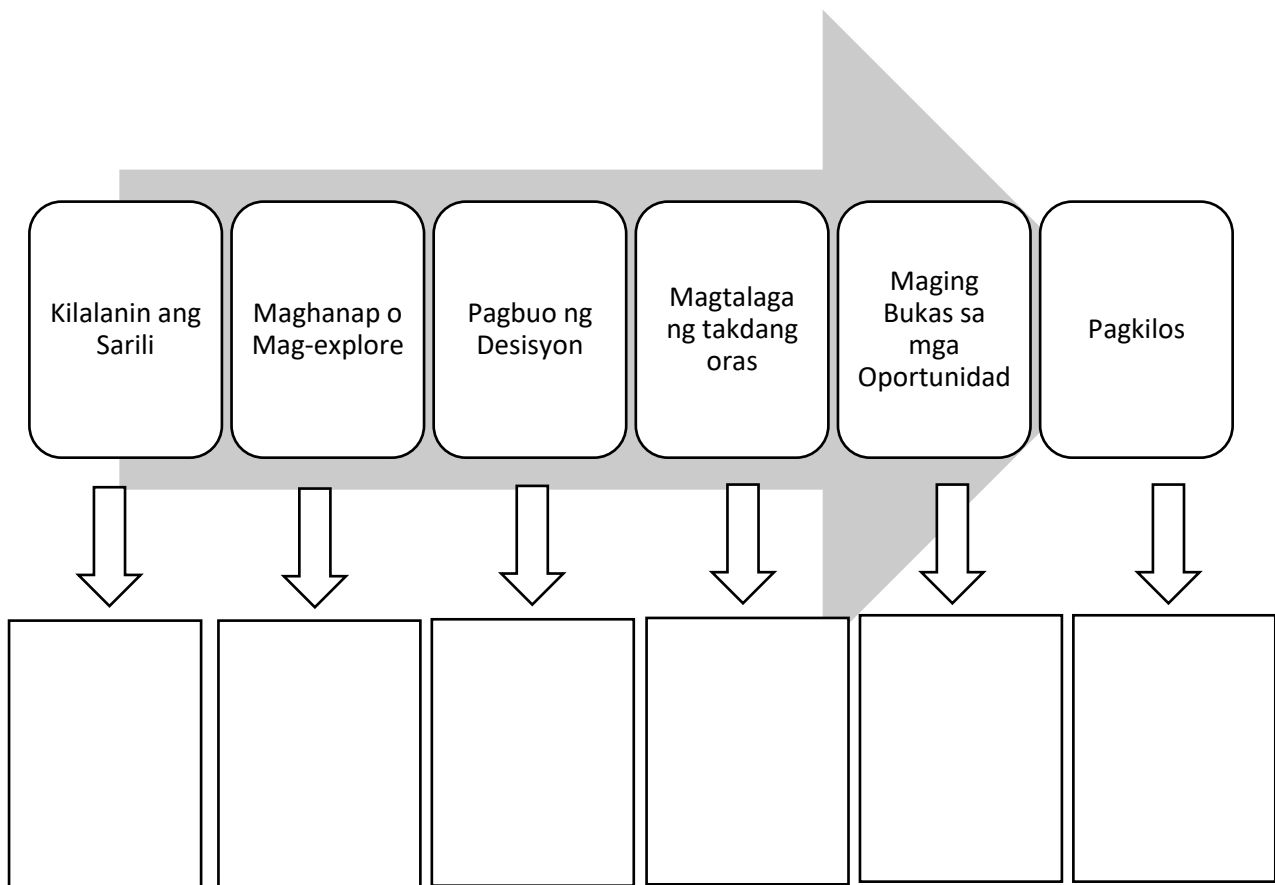 Kilalanin ang
Sarili
Maghanap o
Mag-explore
Pagbuo ng
Desisyon
Magtalaga
ng takdang
oras
Maging
Bukas sa
mga
Oportunidad
Pagkilos